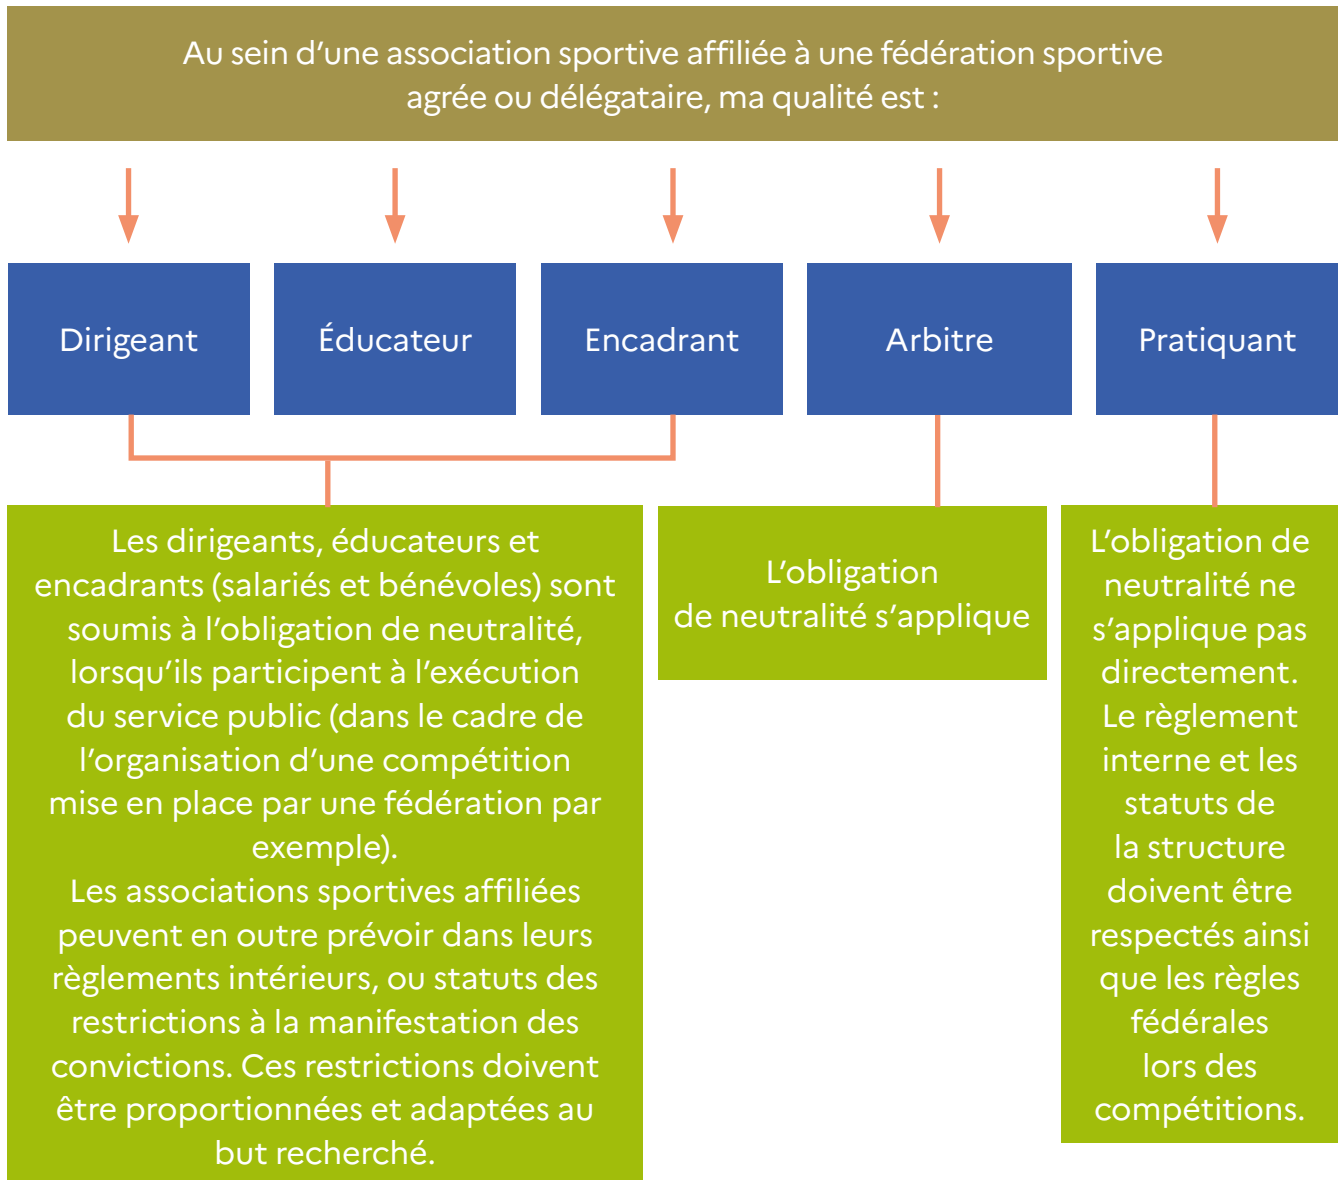 Au sein d’une association sportive affiliée à une fédération sportive
agrée ou délégataire, ma qualité est :
Dirigeant
Éducateur
Encadrant
Arbitre
Pratiquant
Les dirigeants, éducateurs et
encadrants (salariés et bénévoles) sont
soumis à l’obligation de neutralité,
lorsqu’ils participent à l’exécution
du service public (dans le cadre de
l’organisation d’une compétition
mise en place par une fédération par
exemple).
Les associations sportives affiliées
peuvent en outre prévoir dans leurs
règlements intérieurs, ou statuts des
restrictions à la manifestation des
convictions. Ces restrictions doivent
être proportionnées et adaptées au
but recherché.
L’obligation
de neutralité s’applique
L’obligation de
neutralité ne
s’applique pas
directement.
Le règlement
interne et les
statuts de
la structure
doivent être
respectés ainsi
que les règles
fédérales
lors des
compétitions.